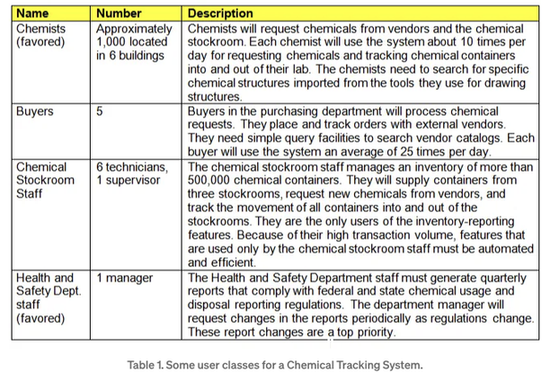 Name Number Description
Chemists Approximately Chemists will request chemicals from vendors and the chemical
(favored) 1,000 located stockroom. Each chemist will use the system about 10 times per
in 6 buildings day for requesting chemicals and tracking chemical containers
into and out of their lab. The chemists need to search for specific
chemical structures imported from the tools they use for drawing
structures.
Buyers 5 Buyers in the purchasing department will process chemical
requests. They place and track orders with external vendors.
They need simple query facilities to search vendor catalogs. Each
buyer will use the system an average of 25 times per day.
Chemical 6 technicians, The chemical stockroom staff manages an inventory of more than
Stockroom 1 supervisor 500,000 chemical containers. They will supply containers from
Staff three stockrooms, request new chemicals from vendors, and
track the movement of all containers into and out of the
stockrooms. They are the only users of the inventory-reporting
features. Because of their high transaction volume, features that
are used only by the chemical stockroom staff must be automated
and efficient.
Health and 1 manager The Health and Safety Department staff must generate quarterly
Safety Dept. reports that comply with federal and state chemical usage and
staff disposal reporting regulations. The department manager will
(favored) request changes in the reports periodically as regulations change.
These report changes are a top priority.
Table 1. Some user classes for a Chemical Tracking System.